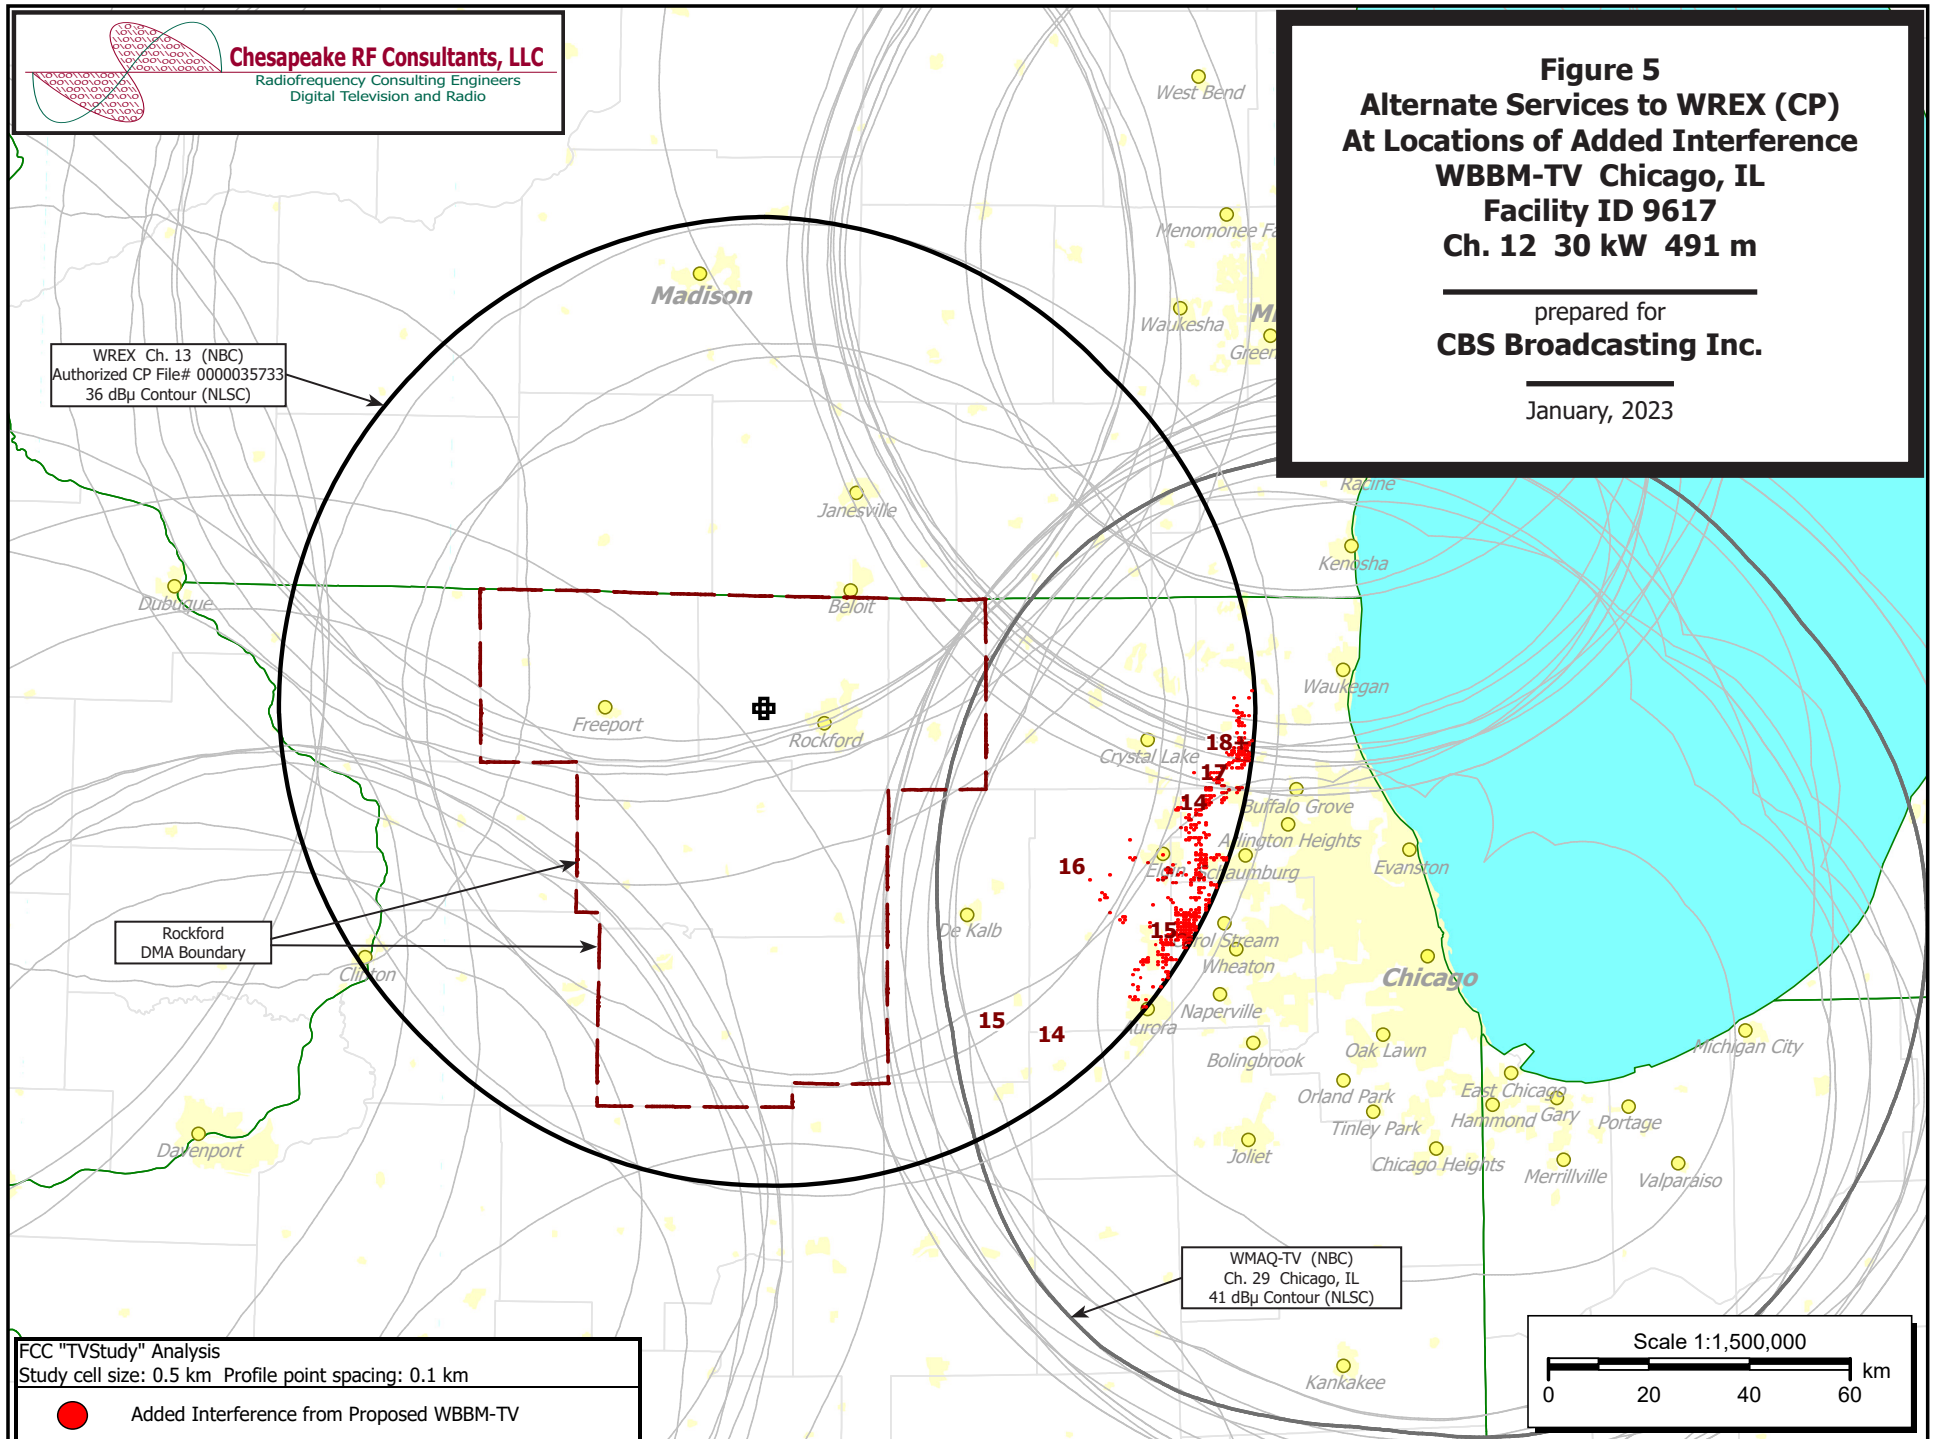 Chesapeake RF Consultants, LLC
Radiofrequency Consulting Engineers
Digital Television and Radio
Figure 5
Alternate Services to WREX (CP)
At Locations of Added Interference
WBBM-TV Chicago, IL
Facility ID 9617
Ch. 12 30 kW 491 m
prepared for
CBS Broadcasting Inc.
January, 2023
West Bend
Menomonee Fa
Madison
Waukesha
Mi
Green
WREX Ch. 13 (NBC)
Authorized CP File# 0000035733
36 dBµ Contour (NLSC)
Racine
Janesville
Kenosha
Dubuque
Beloit
Waukegan
Freeport
Rockford
Crystal Lake
18+
17
14
Buffalo Grove
Arlington Heights
16
Elgin
Schaumburg
Evanston
Rockford
DMA Boundary
De Kalb
15
Carol Stream
Wheaton
Clinton
Chicago
Naperville
15
14
Aurora
Bolingbrook
Oak Lawn
Michigan City
Orland Park
East Chicago
Tinley Park
Hammond
Gary
Portage
Davenport
Joliet
Chicago Heights
Merrillville
Valparaiso
WMAQ-TV (NBC)
Ch. 29 Chicago, IL
41 dBµ Contour (NLSC)
Kankakee
FCC "TVStudy" Analysis
Study cell size: 0.5 km Profile point spacing: 0.1 km
Added Interference from Proposed WBBM-TV
Scale 1:1,500,000
km
0 20 40 60